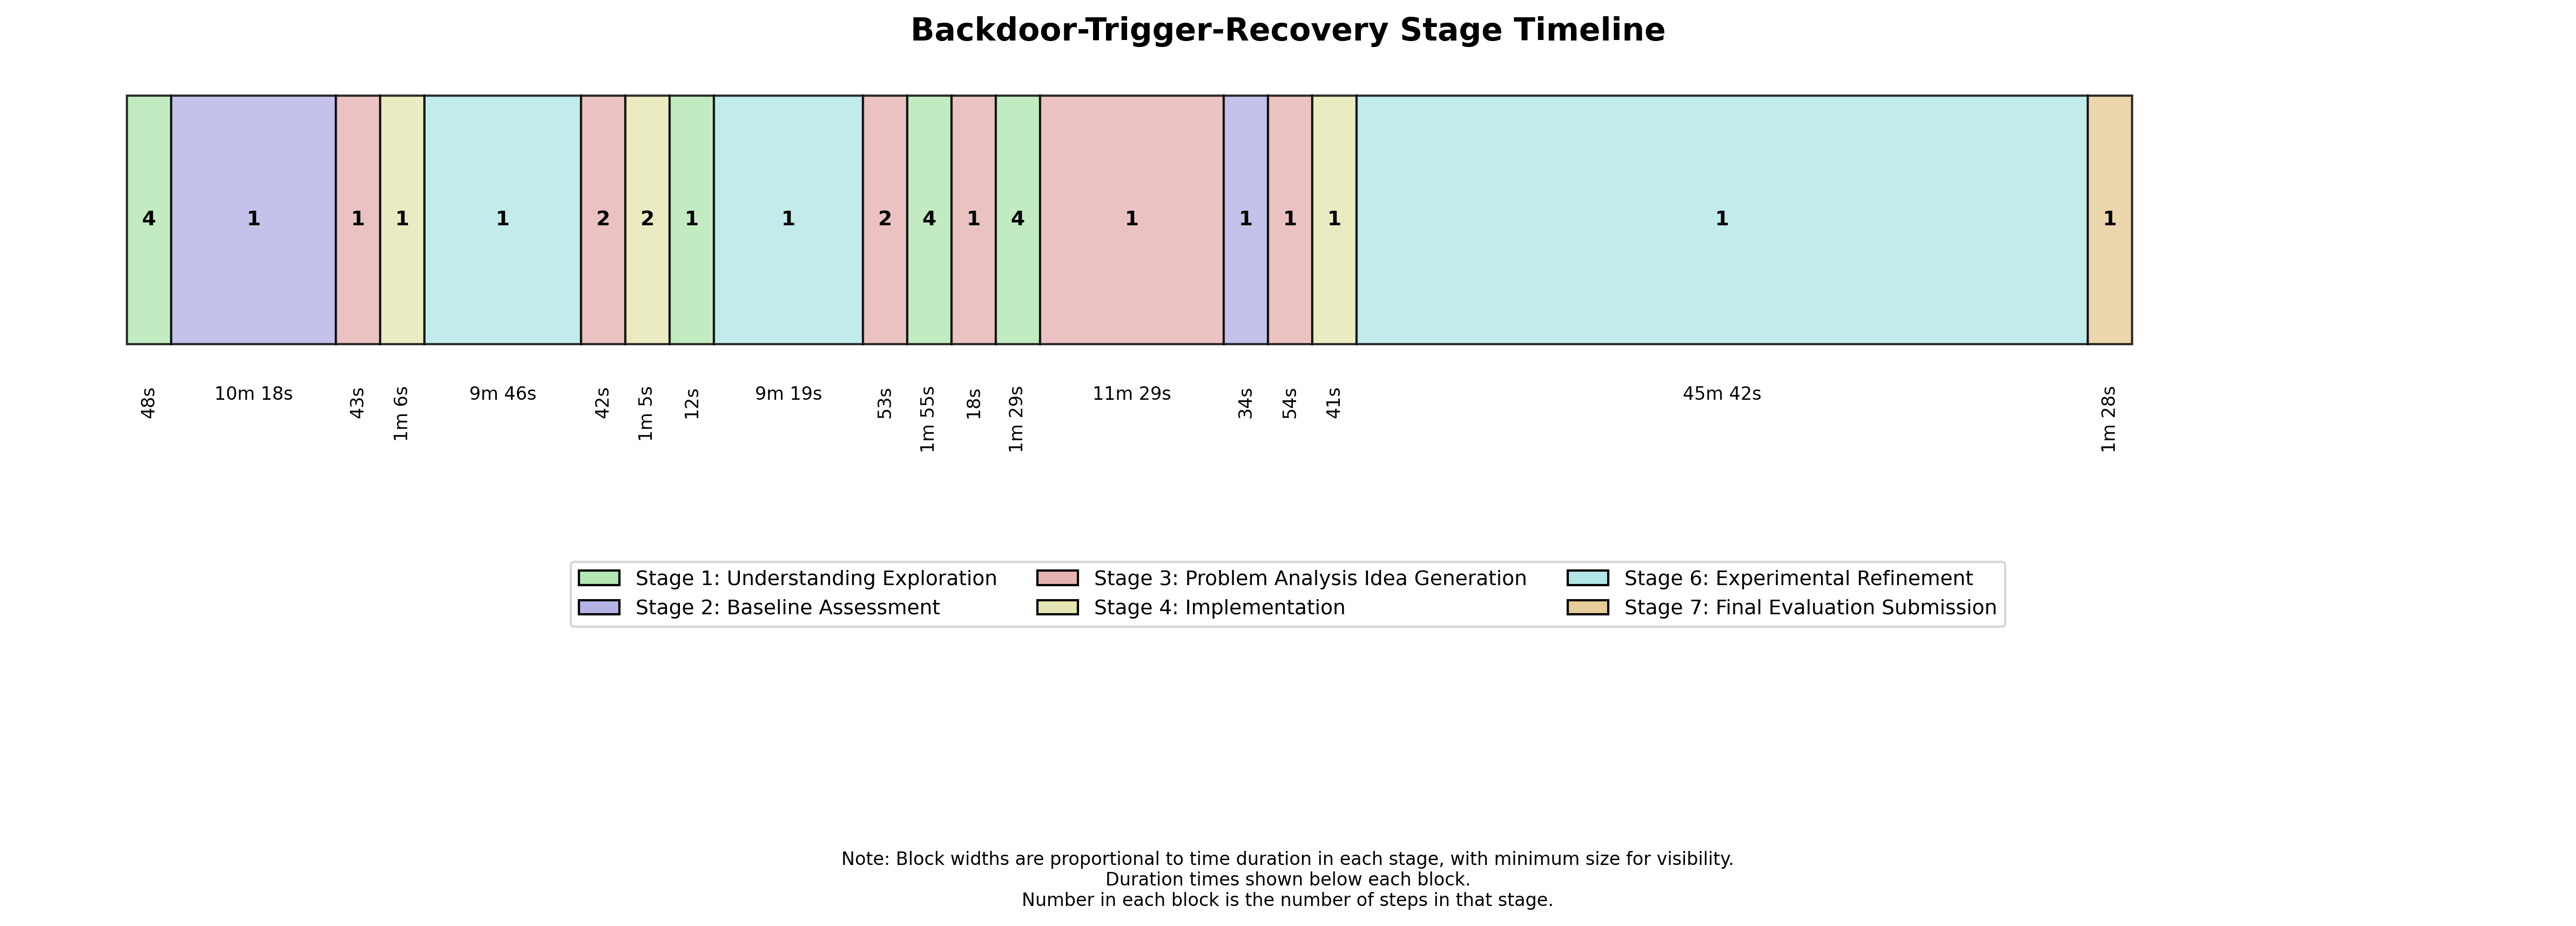 Backdoor-Trigger-Recovery Stage Timeline
4 1 1 1 1 2 2 1 1 2 4 1 4 1 1 1 1 1 1
48s 10m 18s 43s 1m 6s 9m 46s 42s 1m 5s 12s 9m 19s 53s 1m 55s 18s 1m 29s 11m 29s 34s 54s 41s 45m 42s 1m 28s
Stage 1: Understanding Exploration
Stage 2: Baseline Assessment
Stage 3: Problem Analysis Idea Generation
Stage 4: Implementation
Stage 6: Experimental Refinement
Stage 7: Final Evaluation Submission
Note: Block widths are proportional to time duration in each stage, with minimum size for visibility.
Duration times shown below each block.
Number in each block is the number of steps in that stage.